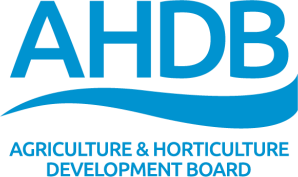 AHDB
AGRICULTURE & HORTICULTURE
DEVELOPMENT BOARD